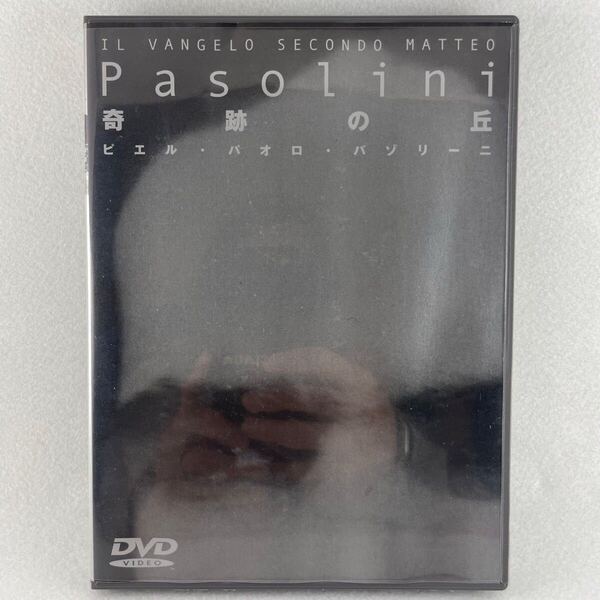 IL VANGELO SECONDO MATTEO
Pasolini
奇跡の丘
ピエル・パオロ・パゾリーニ
DVD
VIDEO